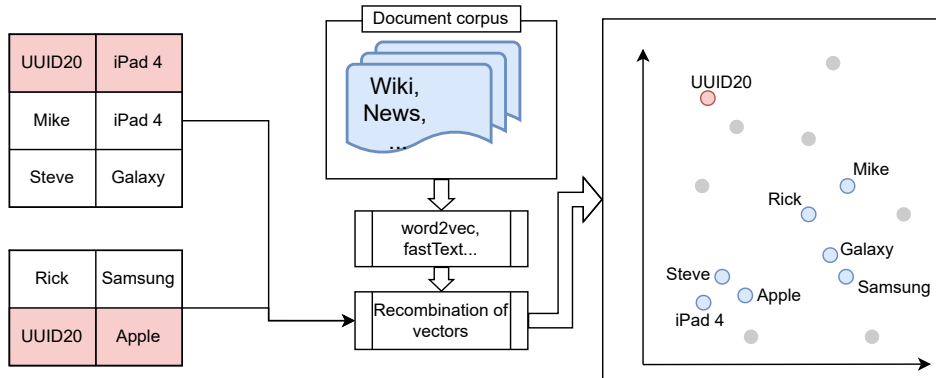 UUID20 iPad 4
Mike iPad 4
Steve Galaxy
Rick Samsung
UUID20 Apple
Document corpus
Wiki,
News,
...
word2vec,
fastText...
Recombination of
vectors
UUID20
Mike
Rick
Galaxy
Steve
Samsung
Apple
iPad 4